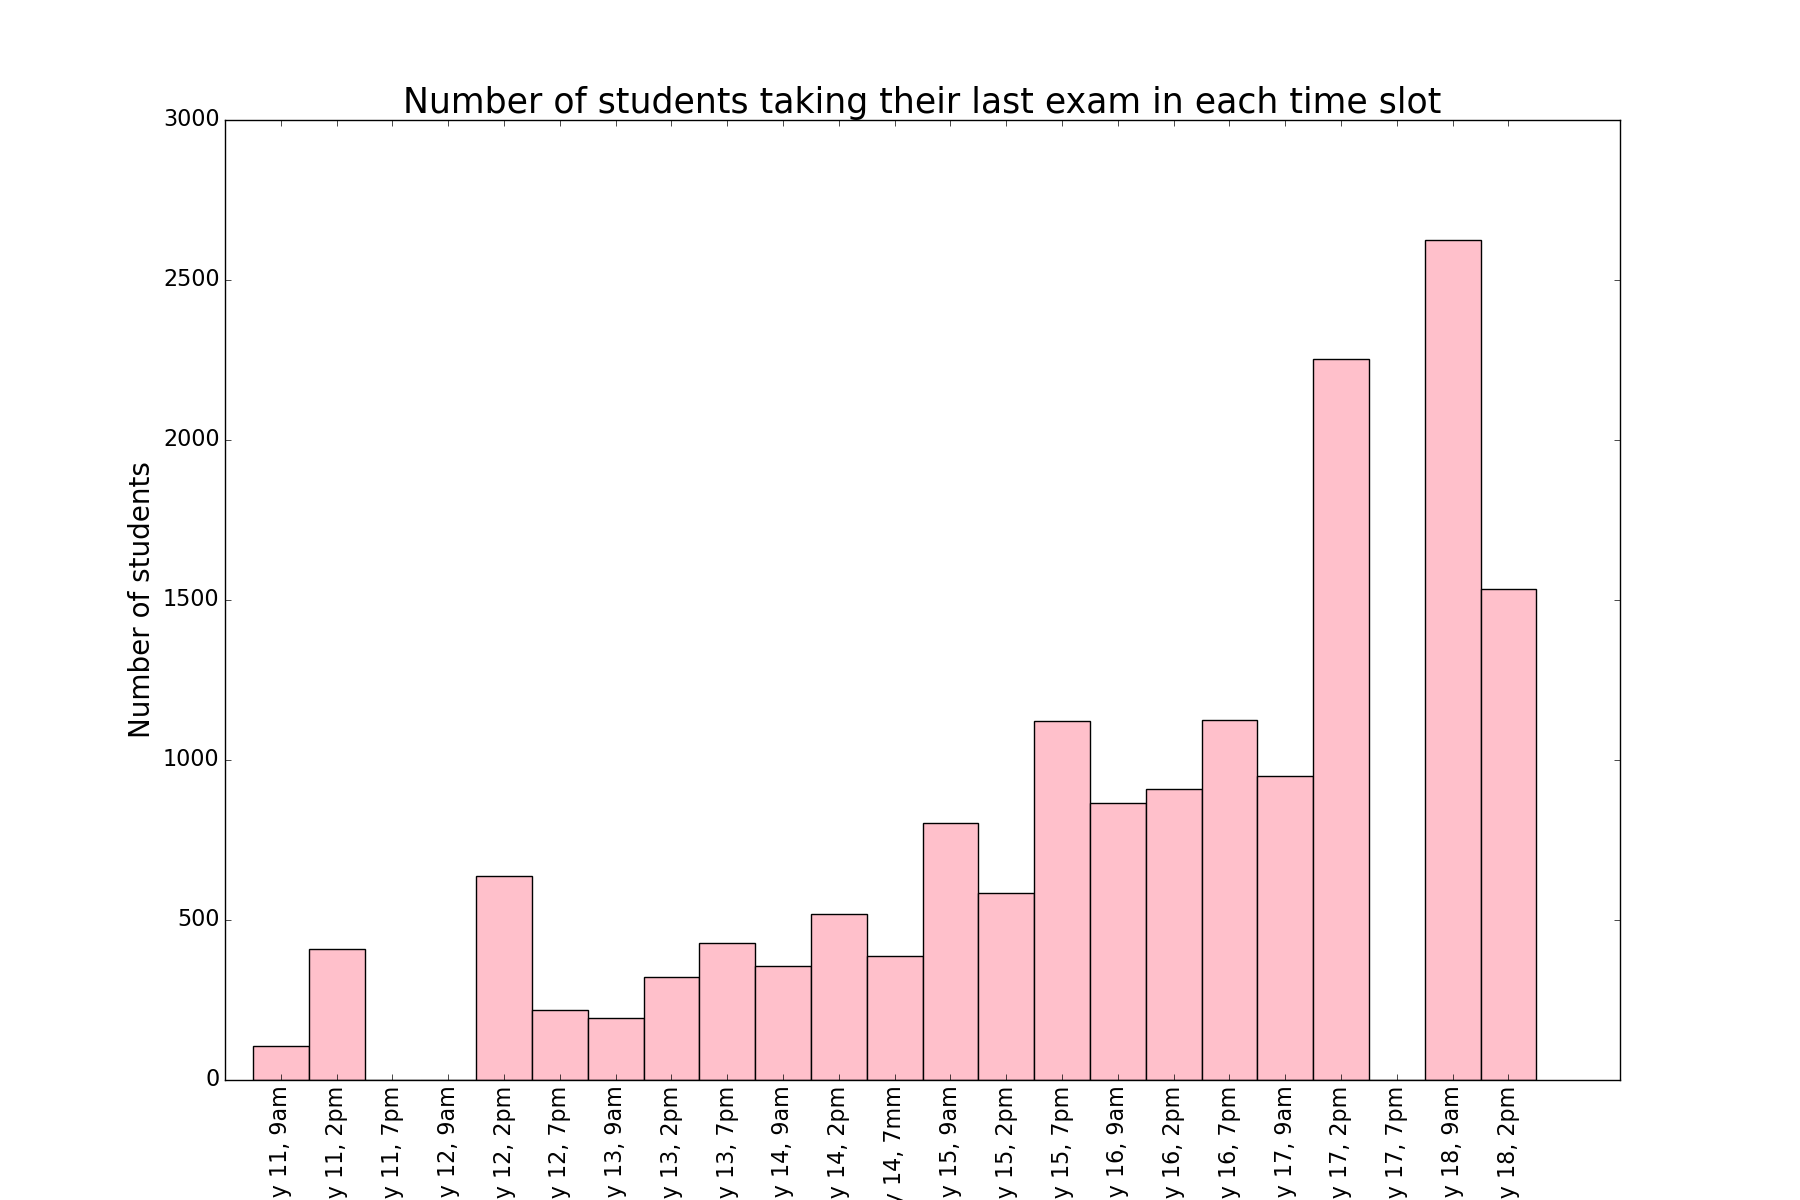 Number of students taking their last exam in each time slot
Number of students
3000
2500
2000
1500
1000
500
0
y 11, 9am
y 11, 2pm
y 11, 7pm
y 12, 9am
y 12, 2pm
y 12, 7pm
y 13, 9am
y 13, 2pm
y 13, 7pm
y 14, 9am
y 14, 2pm
y 14, 7mm
y 15, 9am
y 15, 2pm
y 15, 7pm
y 16, 9am
y 16, 2pm
y 16, 7pm
y 17, 9am
y 17, 2pm
y 17, 7pm
y 18, 9am
y 18, 2pm